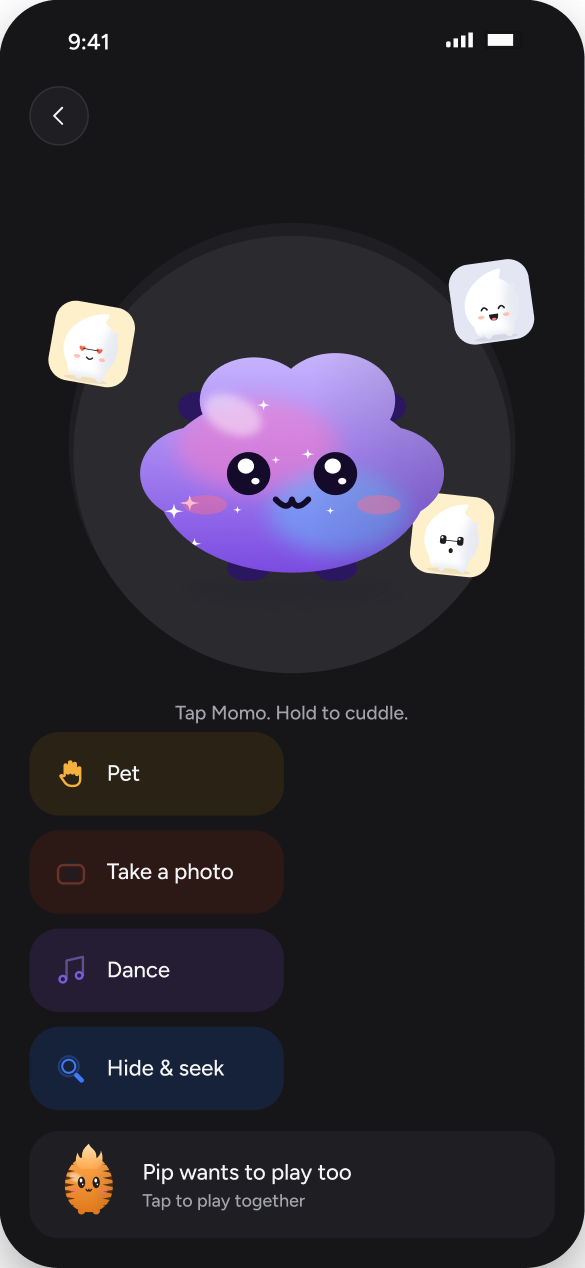 9:41
Tap Momo. Hold to cuddle.
Pet
Take a photo
Dance
Hide & seek
Pip wants to play too
Tap to play together